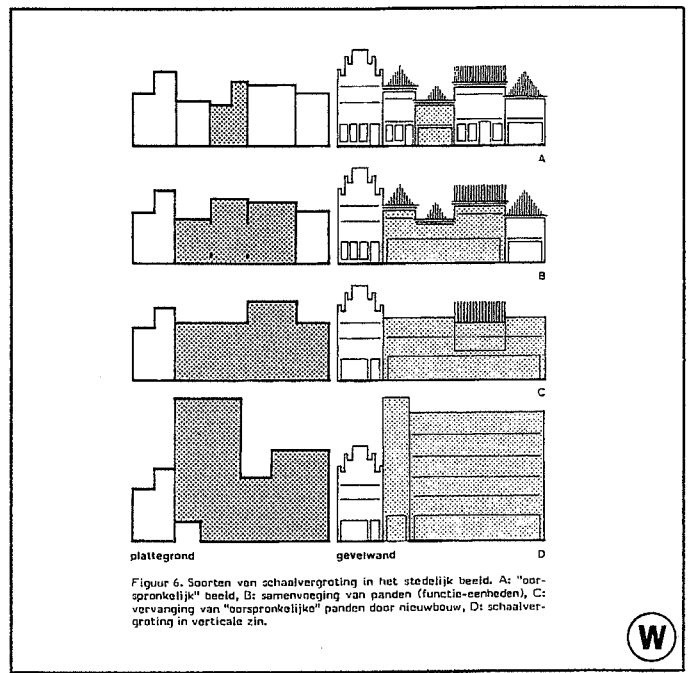 A
B
C
plattegrond gevelwand D
Figuur 6. Soorten van schaalvergroting in het stedelijk beeld. A: "oor-
spronkelijk" beeld, B: samenvoeging van panden (functie-eenheden), C:
vervanging van "oorspronkelijke" panden door nieuwbouw, D: schaalver-
groting in verticale zin.
W